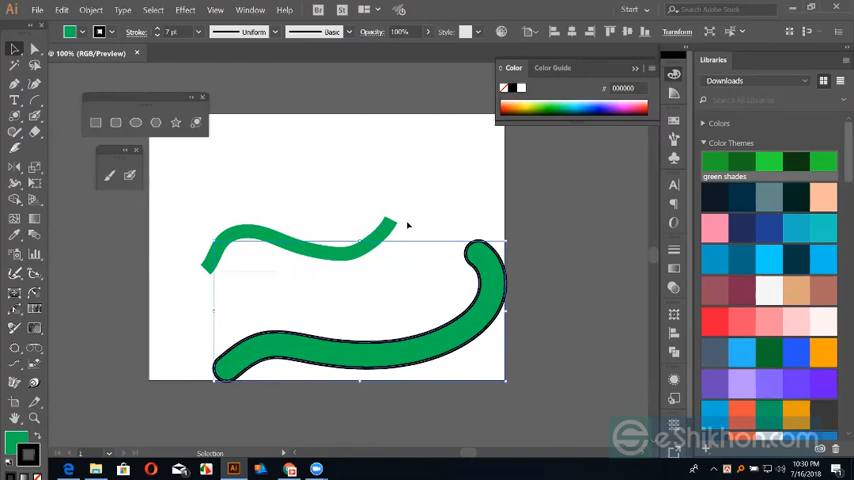 Ai File Edit Object Type Select Effect View Window Help Br St Start Search Adobe Stock
Stroke: 7 pt Uniform Basic Opacity: 100% Style: Transform
@ 100% (RGB/Preview) ×
Color Color Guide
Libraries
# 000000
Downloads
Search All Libraries
Colors
Color Themes
green shades
1 Selection
eShikhon.com
10:30 PM
7/16/2018